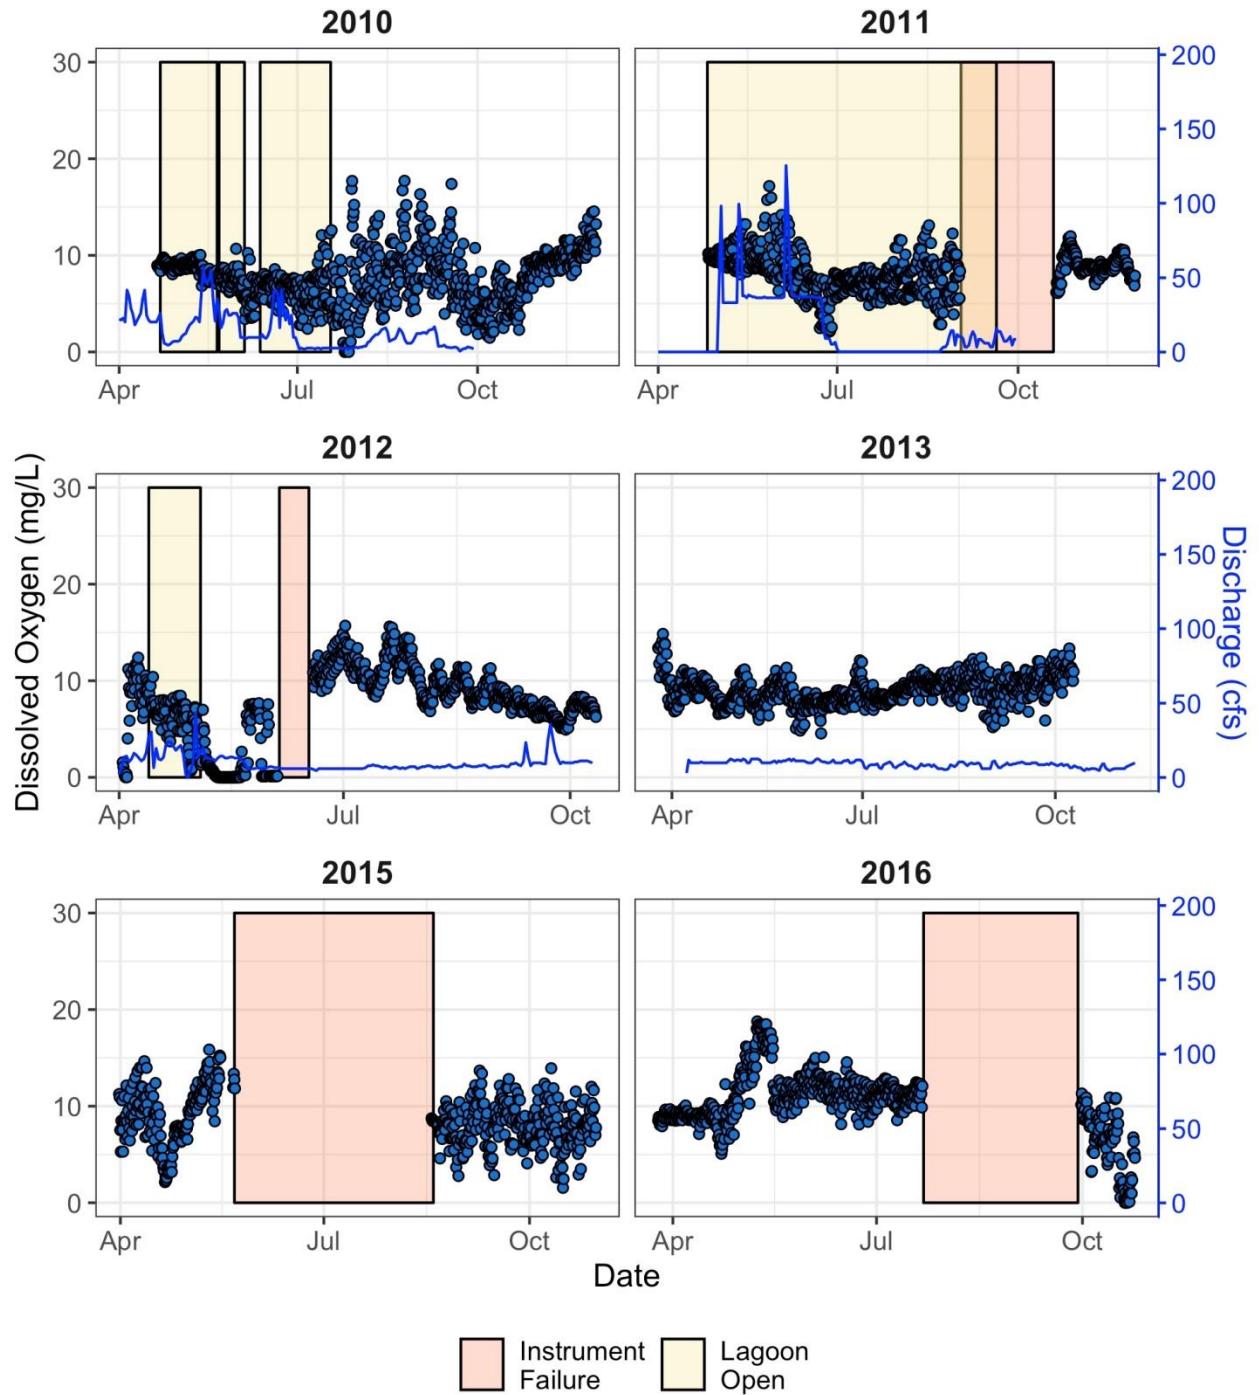 2010
2011
30
20
10
0
200
150
100
50
0
Apr
Jul
Oct
Apr
Jul
Oct
2012
2013
Dissolved Oxygen (mg/L)
30
20
10
0
200
150
100
50
0
Discharge (cfs)
Apr
Jul
Oct
Apr
Jul
Oct
2015
2016
30
20
10
0
200
150
100
50
0
Apr
Jul
Oct
Apr
Jul
Oct
Date
Instrument
Failure
Lagoon
Open